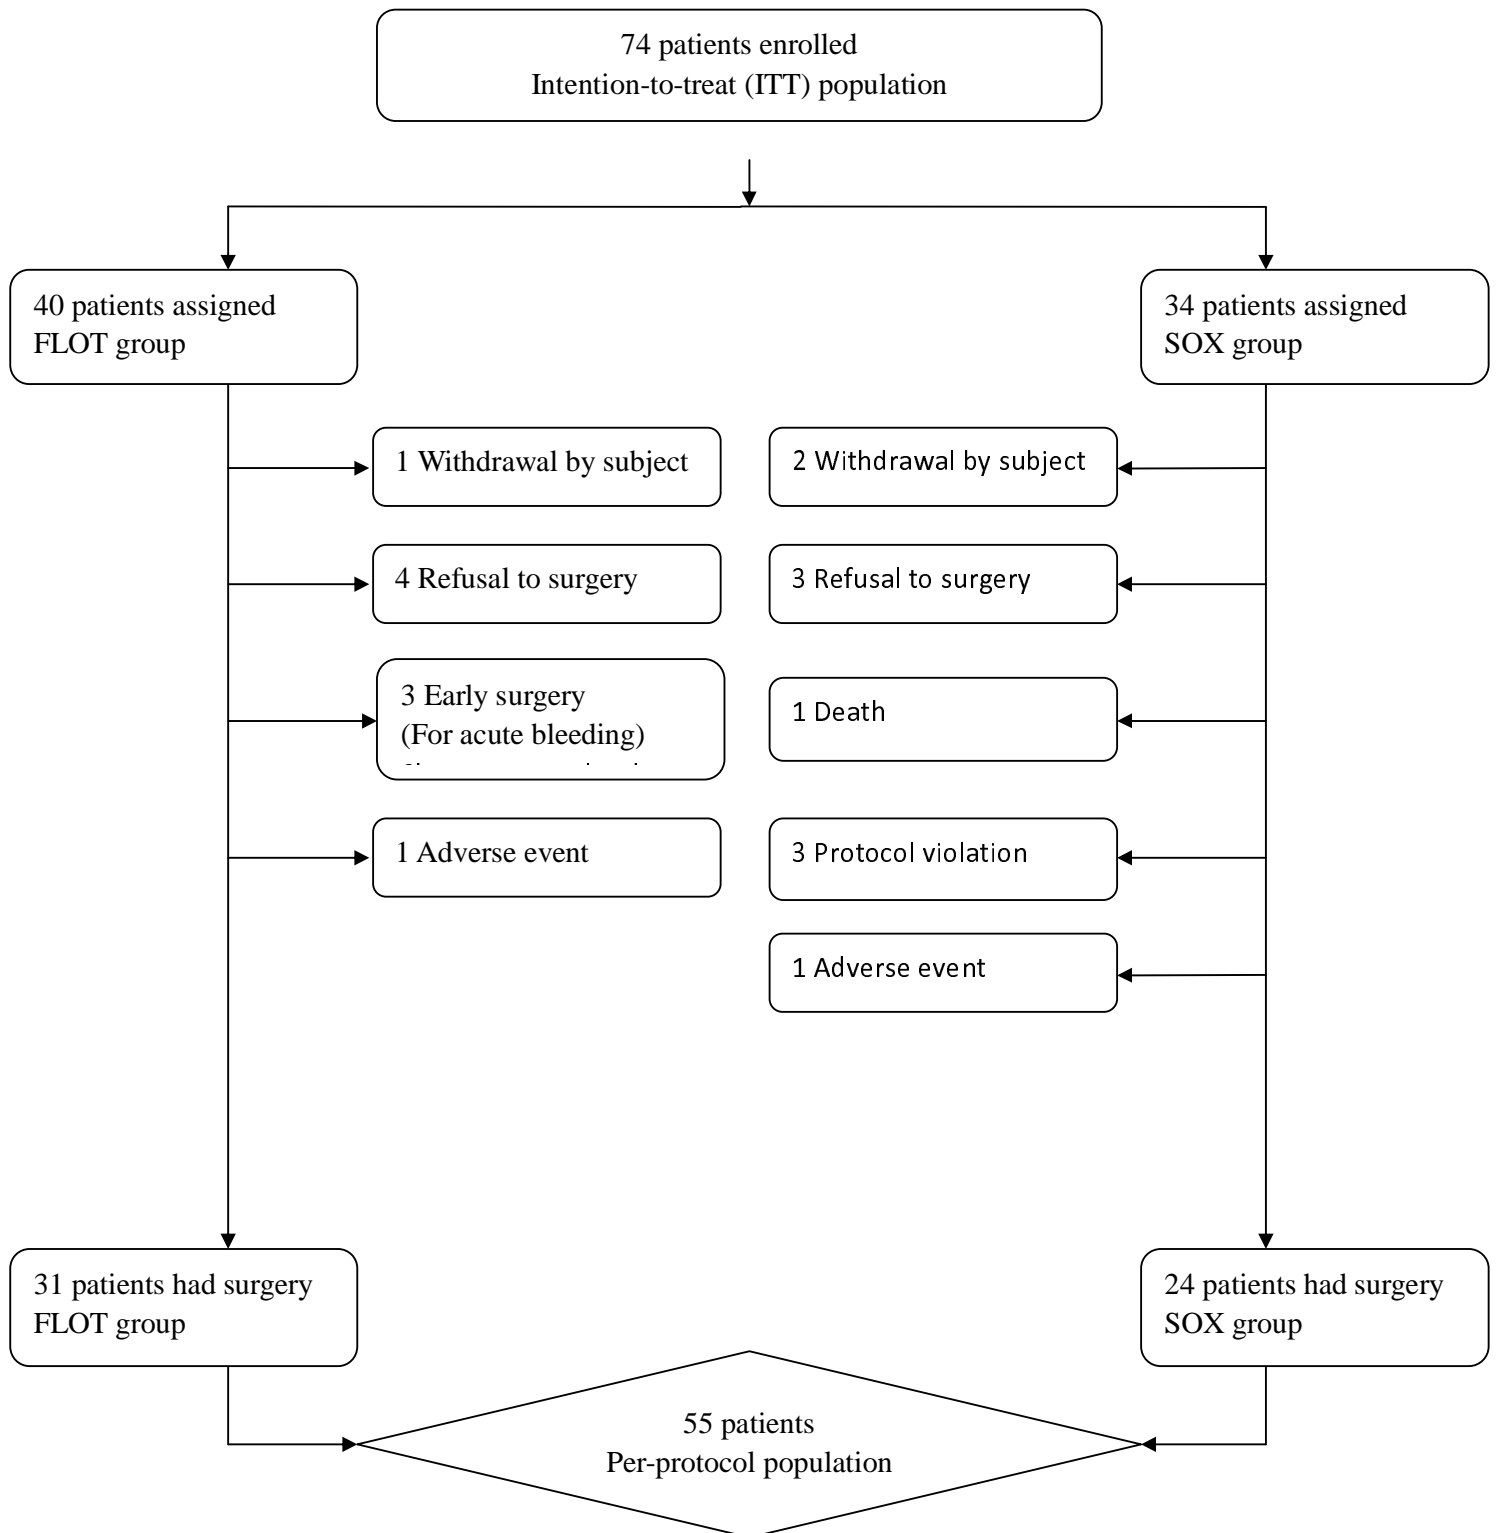 74 patients enrolled
Intention-to-treat (ITT) population
40 patients assigned
FLOT group
34 patients assigned
SOX group
1 Withdrawal by subject
2 Withdrawal by subject
4 Refusal to surgery
3 Refusal to surgery
3 Early surgery
(For acute bleeding)
1 Death
1 Adverse event
3 Protocol violation
1 Adverse event
31 patients had surgery
FLOT group
24 patients had surgery
SOX group
55 patients
Per-protocol population